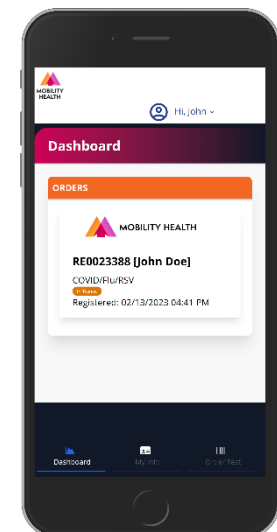 MOBILITY
HEALTH
Hi, John
Dashboard
ORDERS
MOBILITY HEALTH
RE0023388 [John Doe]
COVID/Flu/RSV
Registered: 02/13/2023 04:41 PM
Dashboard
My Info
Order Test